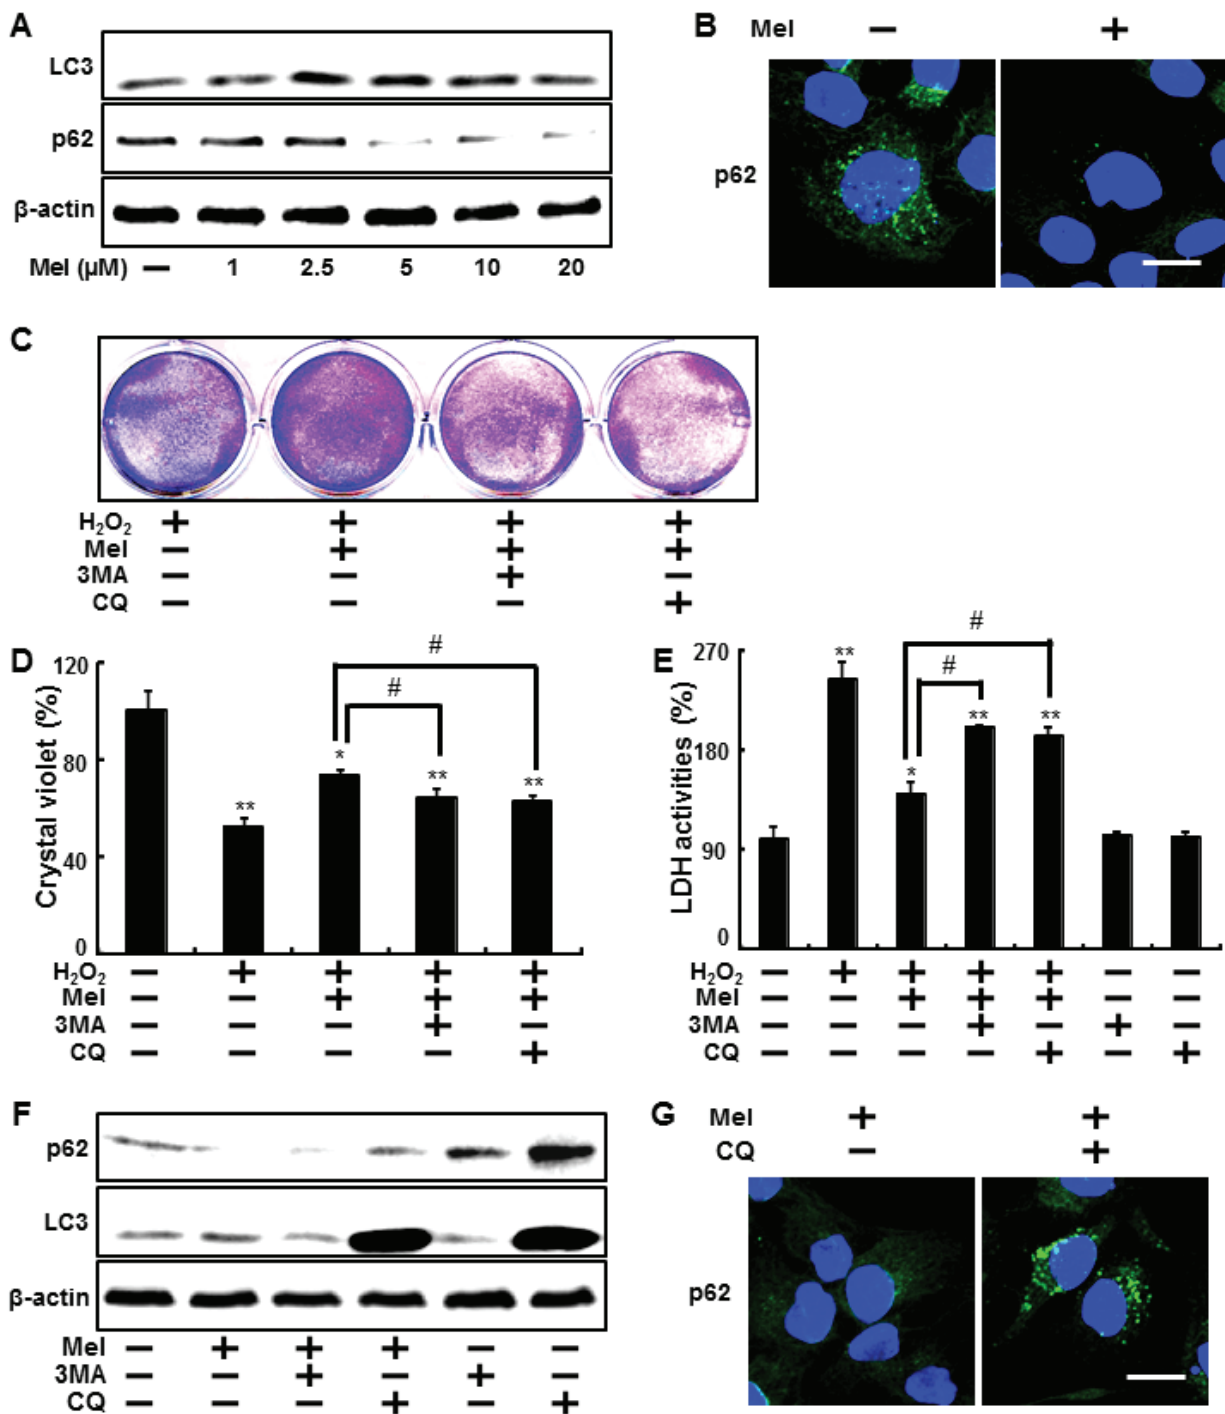 A
LC3
p62
β-actin
Mel (μM) — 1 2.5 5 10 20
B Mel — +
p62
C
H₂O₂ + + + +
Mel — + + +
3MA — — + —
CQ — — — +
D
Crystal violet (%)
120
80
40
0
** * ** **
# #
H₂O₂ — + + + +
Mel — — + + +
3MA — — — + —
CQ — — — — +
E
LDH activities (%)
270
180
90
0
** * ** **
# #
H₂O₂ — + + + + — —
Mel — — + + + — —
3MA — — — + — + —
CQ — — — — + — +
F
p62
LC3
β-actin
Mel — + + + — —
3MA — — + — + —
CQ — — — + — +
G Mel + +
CQ — +
p62